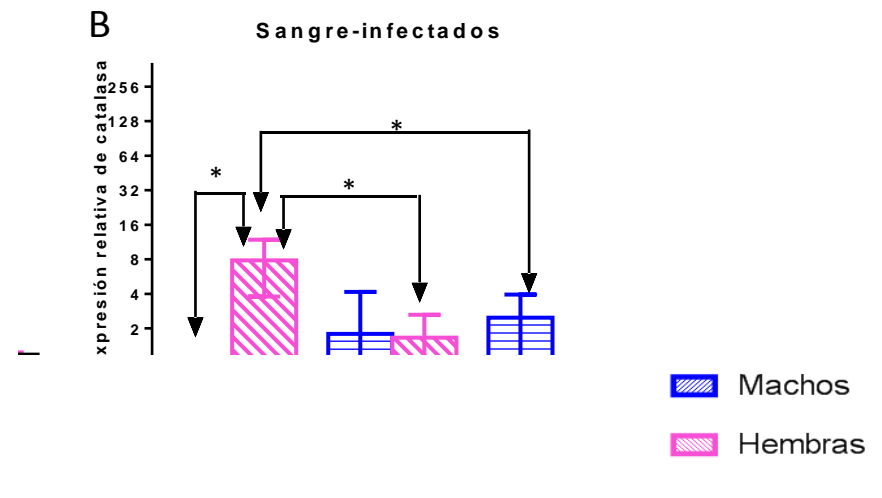 B
Sangre-infectados
xpresión relativa de catalasa
256
128
64
32
16
8
4
2
*
*
*
Machos
Hembras